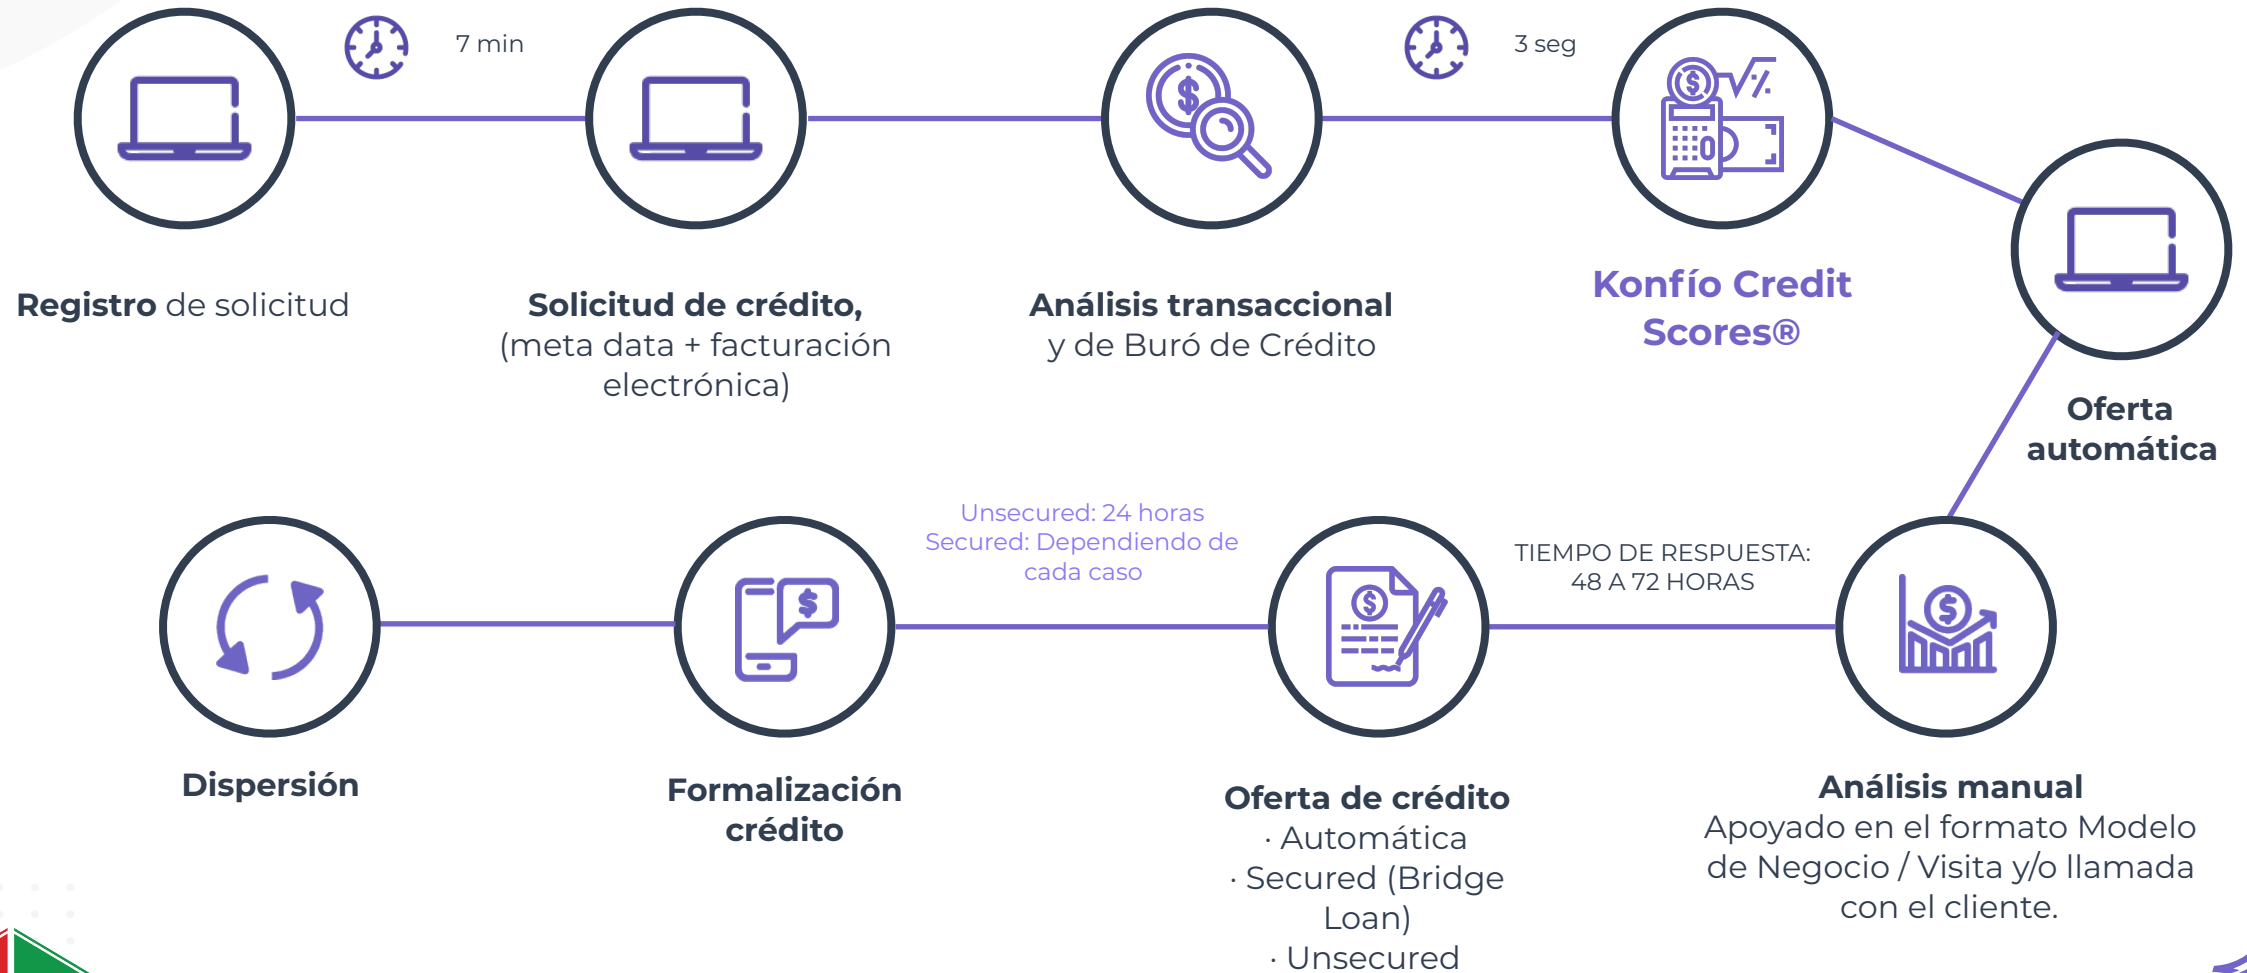 7 min
3 seg
Registro de solicitud
Solicitud de crédito,
(meta data + facturación
electrónica)
Análisis transaccional
y de Buró de Crédito
Konfío Credit
Scores®
Oferta
automática
Unsecured: 24 horas
Secured: Dependiendo de
cada caso
TIEMPO DE RESPUESTA:
48 A 72 HORAS
Dispersión
Formalización
crédito
Oferta de crédito
· Automática
· Secured (Bridge
Loan)
· Unsecured
Análisis manual
Apoyado en el formato Modelo
de Negocio / Visita y/o llamada
con el cliente.